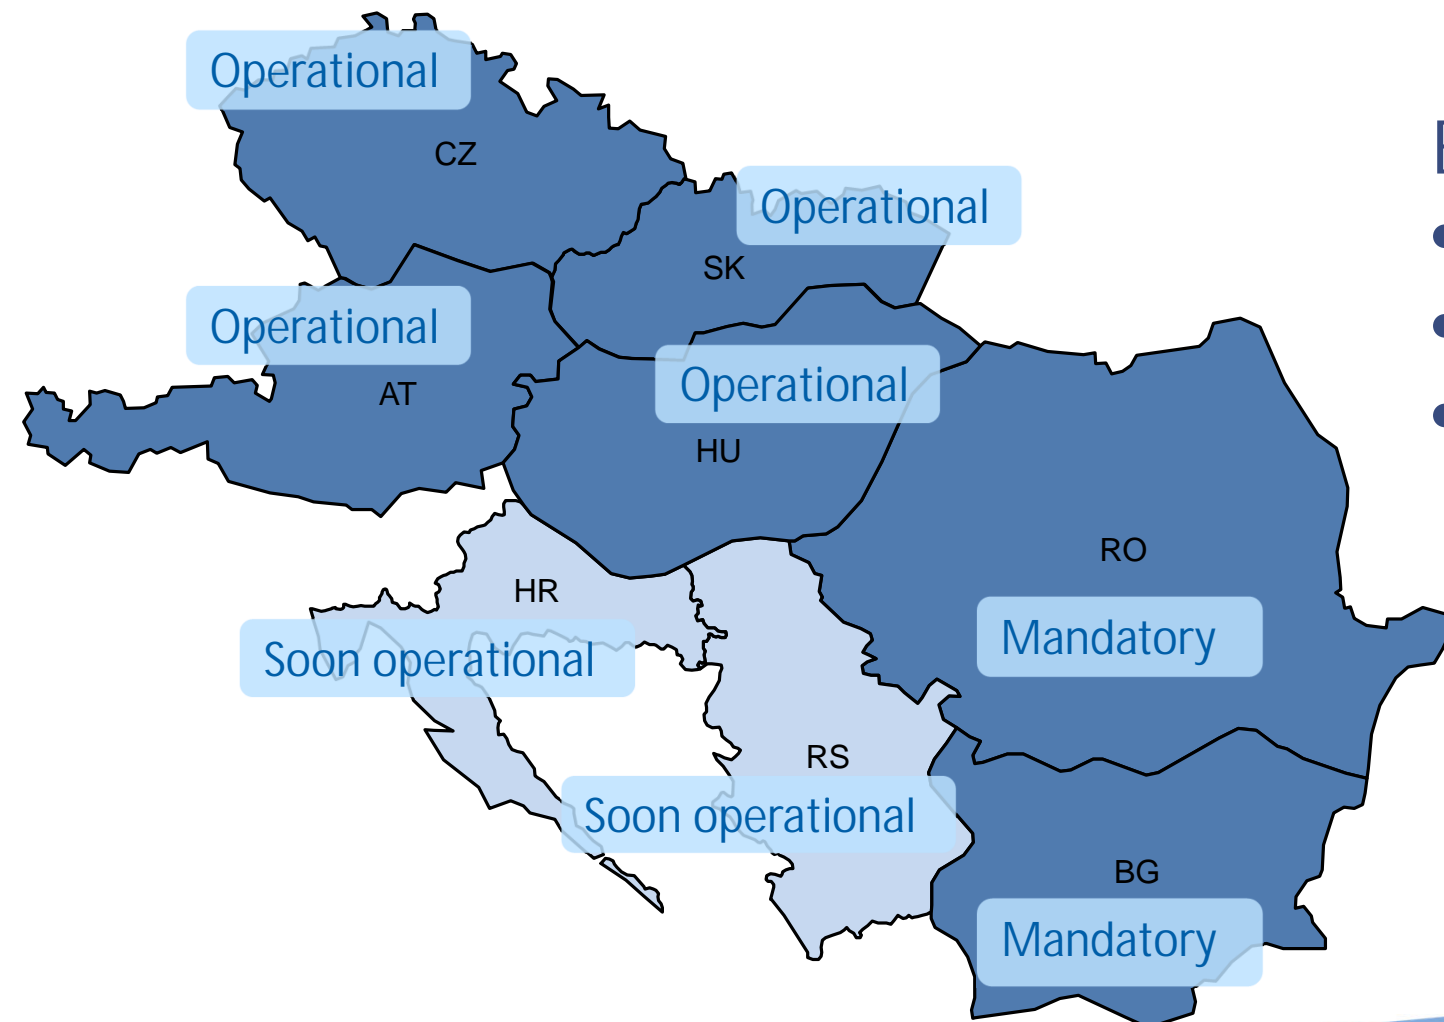 Operational
CZ
Operational
SK
Operational
AT
Operational
HU
RO
HR
Mandatory
Soon operational
RS
Soon operational
BG
Mandatory